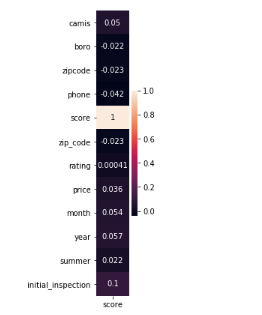 camis 0.05
boro -0.022
zipcode -0.023
phone -0.042
score 1
zip_code -0.023
rating 0.00041
price 0.036
month 0.054
year 0.057
summer 0.022
initial_inspection 0.1
score
1.0
0.8
0.6
0.4
0.2
0.0